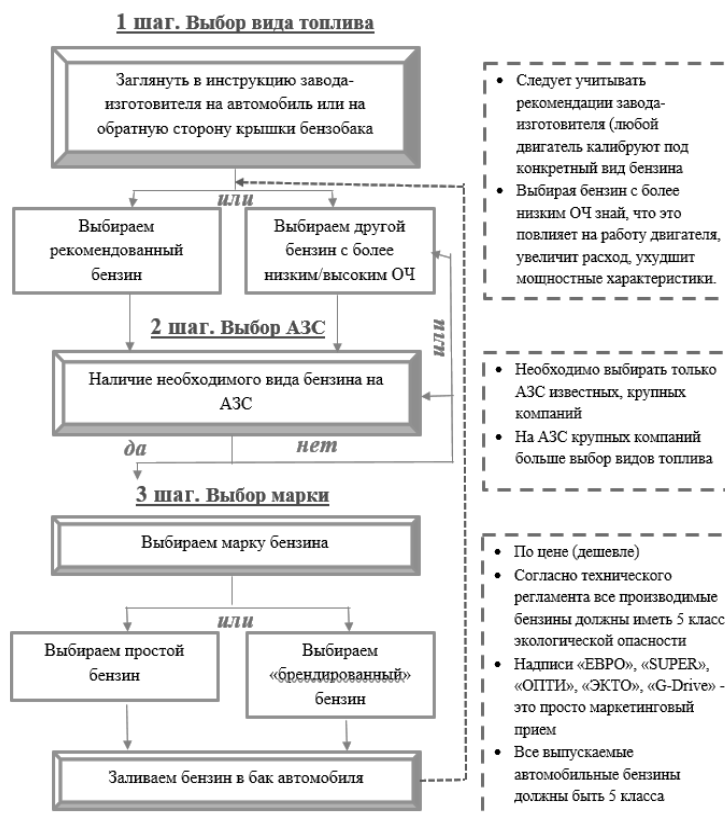 1 шаг. Выбор вида топлива
Заглянуть в инструкцию завода-
изготовителя на автомобиль или на
обратную сторону крышки бензобака
• Следует учитывать
рекомендации завода-
изготовителя (любой
двигатель калибруют под
конкретный вид бензина
• Выбирая бензин с более
низким ОЧ знай, что это
повлияет на работу двигателя,
увеличит расход, ухудшит
мощностные характеристики.
или
Выбираем
рекомендованный
бензин
Выбираем другой
бензин с более
низким/высоким ОЧ
или
2 шаг. Выбор АЗС
Наличие необходимого вида бензина на
АЗС
• Необходимо выбирать только
АЗС известных, крупных
компаний
• На АЗС крупных компаний
больше выбор видов топлива
да
нет
3 шаг. Выбор марки
Выбираем марку бензина
• По цене (дешевле)
• Согласно технического
регламента все производимые
бензины должны иметь 5 класс
экологической опасности
• Надписи «ЕВРО», «SUPER»,
«ОПТИ», «ЭКТО», «G-Drive» -
это просто маркетинговый
прием
• Все выпускаемые
автомобильные бензины
должны быть 5 класса
или
Выбираем простой
бензин
Выбираем
«брендированный»
бензин
Заливаем бензин в бак автомобиля